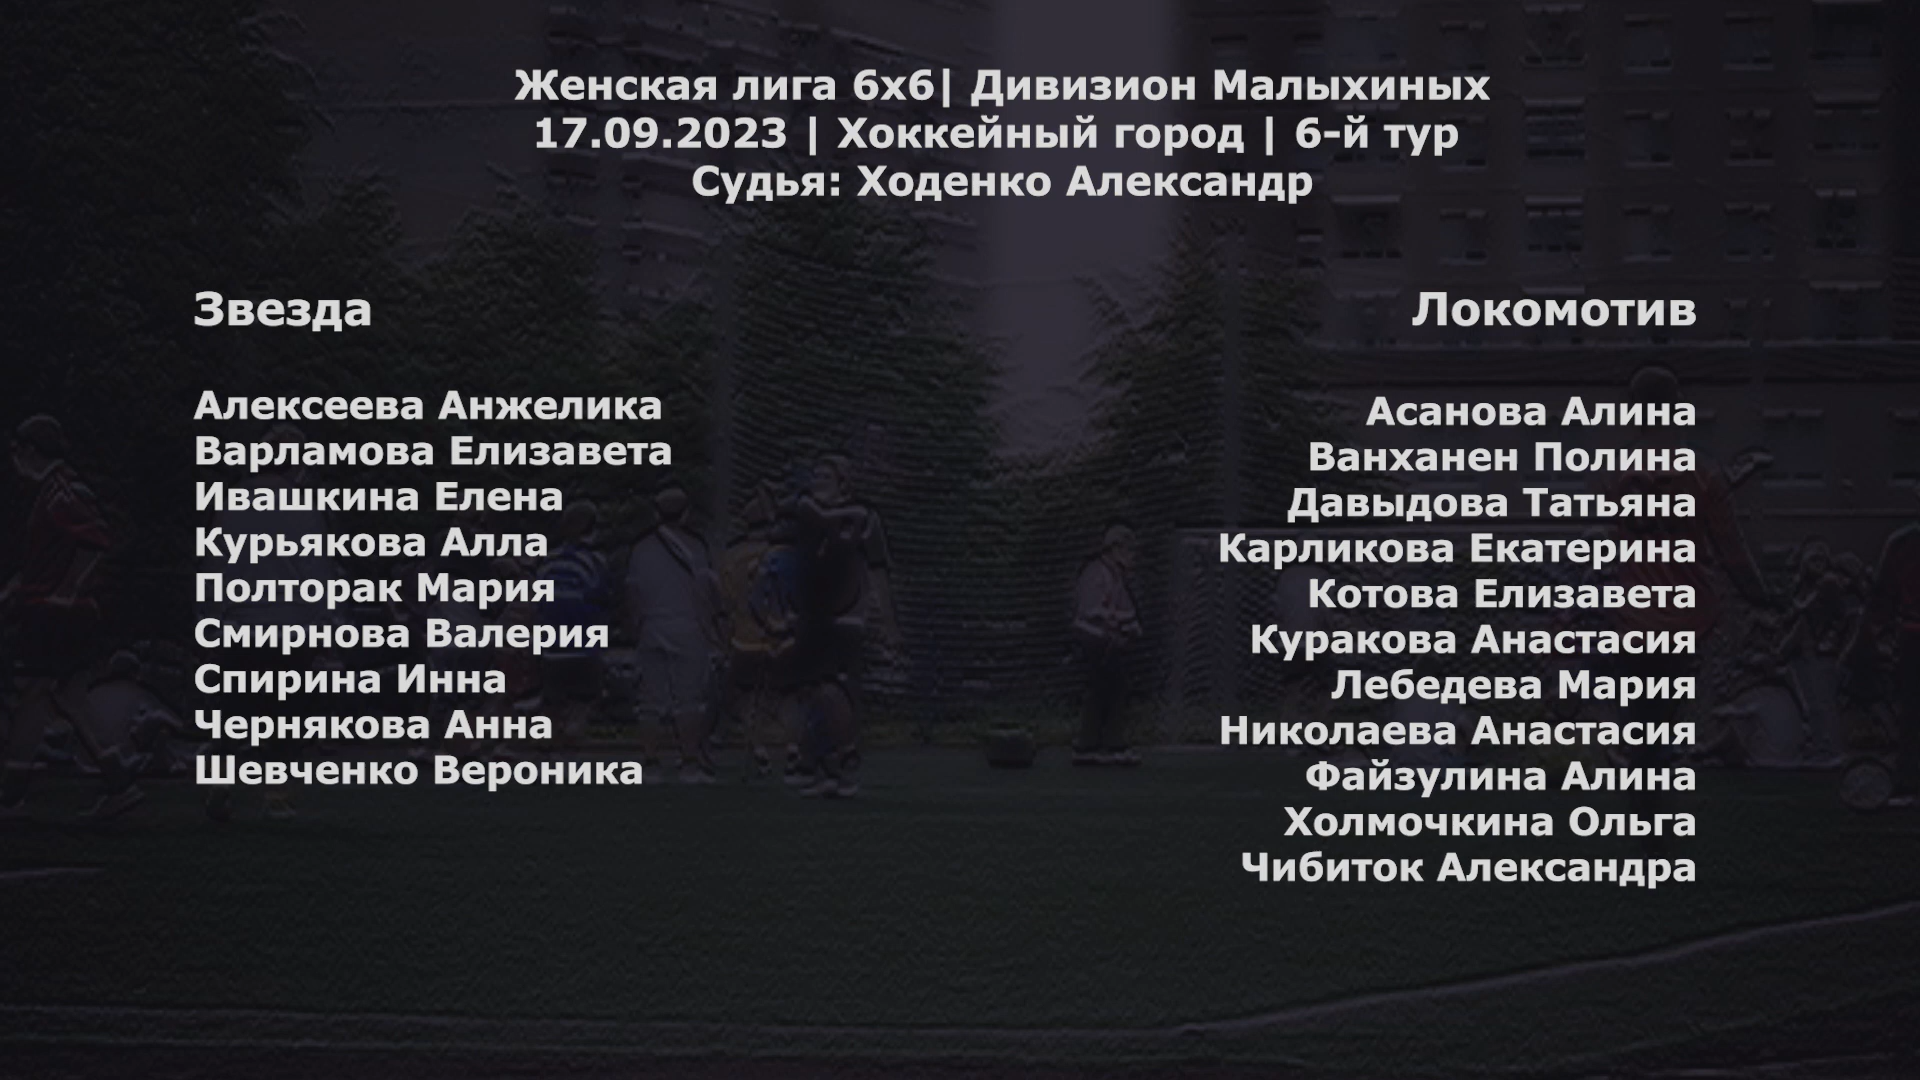 Женская лига 6х6| Дивизион Малыхиных
17.09.2023 | Хоккейный город | 6-й тур
Судья: Ходенко Александр
Звезда
Алексеева Анжелика
Варламова Елизавета
Ивашкина Елена
Курьякова Алла
Полторак Мария
Смирнова Валерия
Спирина Инна
Чернякова Анна
Шевченко Вероника
Локомотив
Асанова Алина
Ванханен Полина
Давыдова Татьяна
Карликова Екатерина
Котова Елизавета
Куракова Анастасия
Лебедева Мария
Николаева Анастасия
Файзулина Алина
Холмочкина Ольга
Чибиток Александра